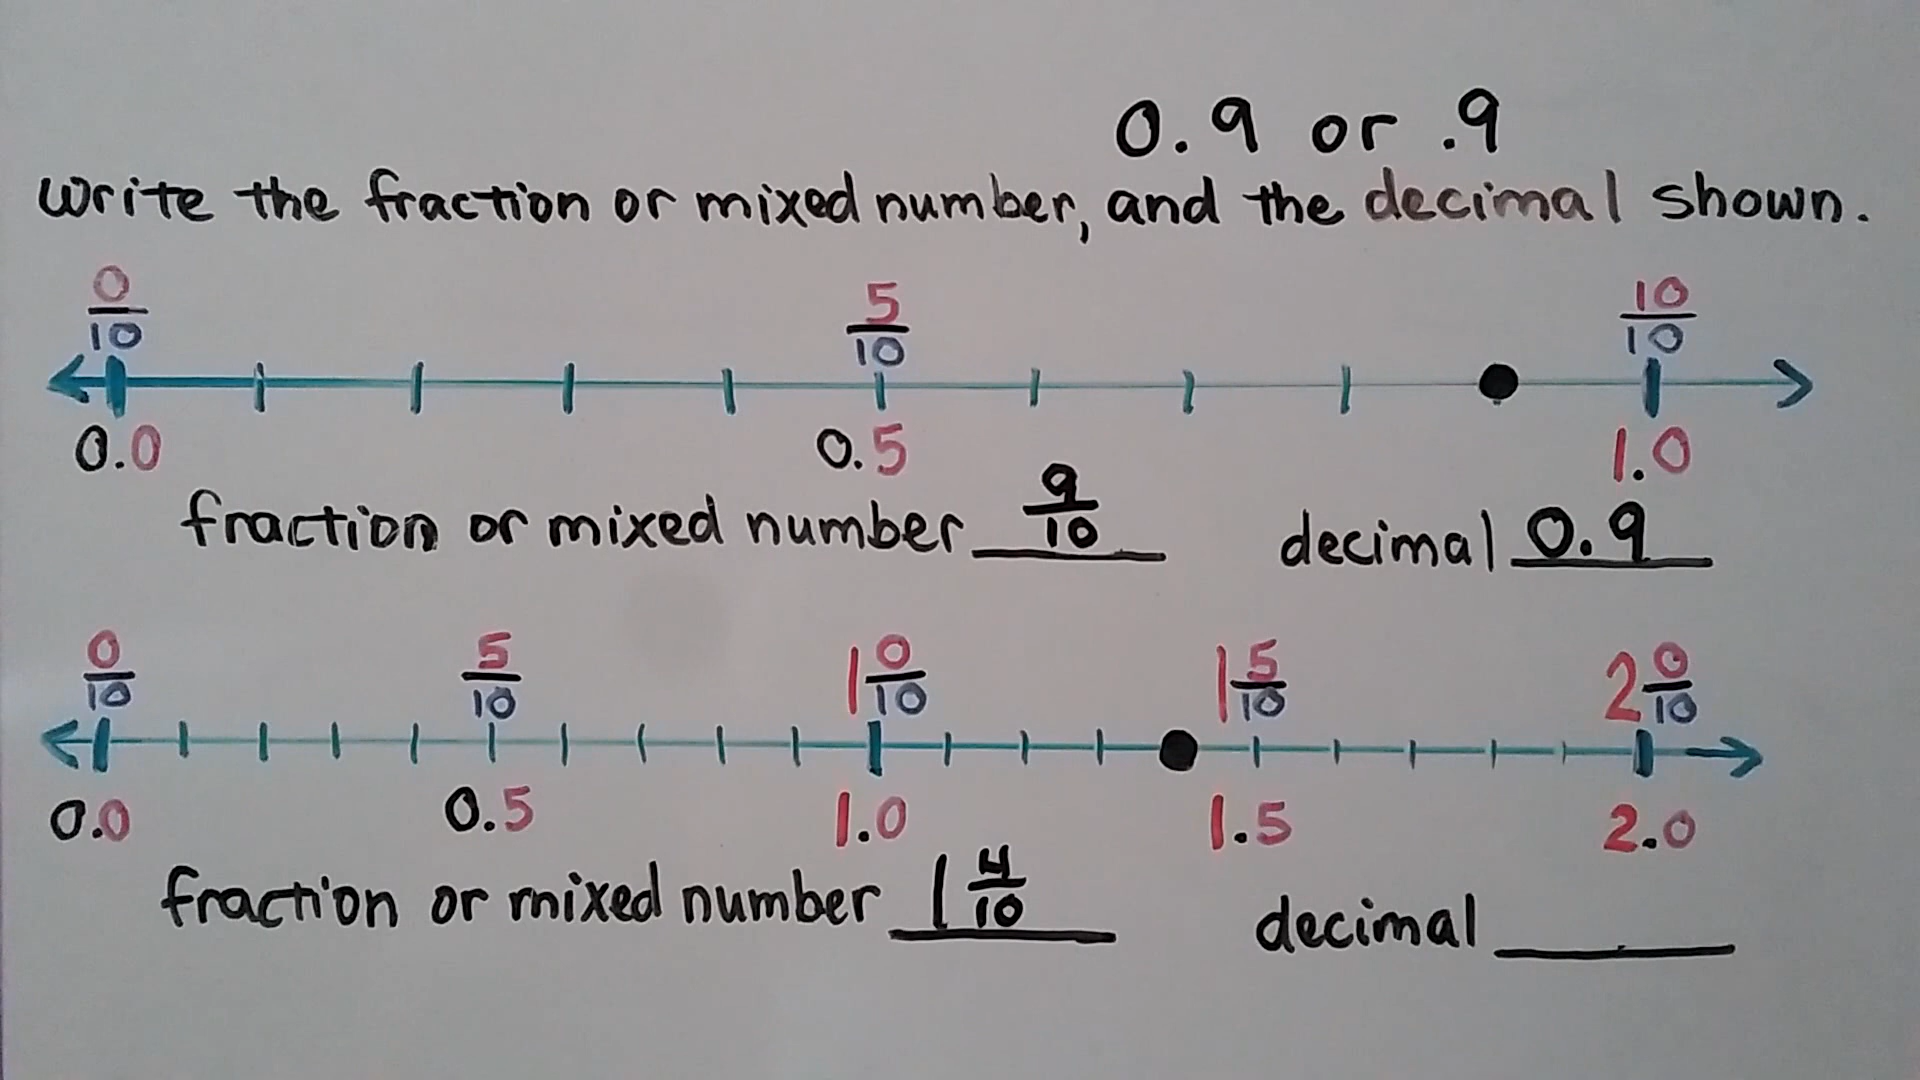 0.9 or .9
write the fraction or mixed number, and the decimal shown.
0/10 5/10 10/10
0.0 0.5 1.0
fraction or mixed number 9/10 decimal 0.9
0/10 5/10 1 0/10 1 5/10 2 0/10
0.0 0.5 1.0 1.5 2.0
fraction or mixed number 1 4/10 decimal